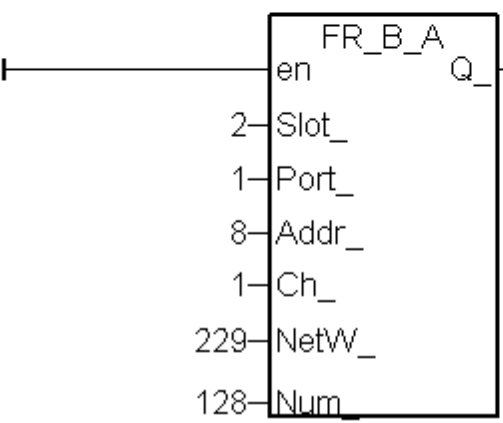 FR_B_A
en Q_
2 Slot_
1 Port_
8 Addr_
1 Ch_
229 NetW_
128 Num_